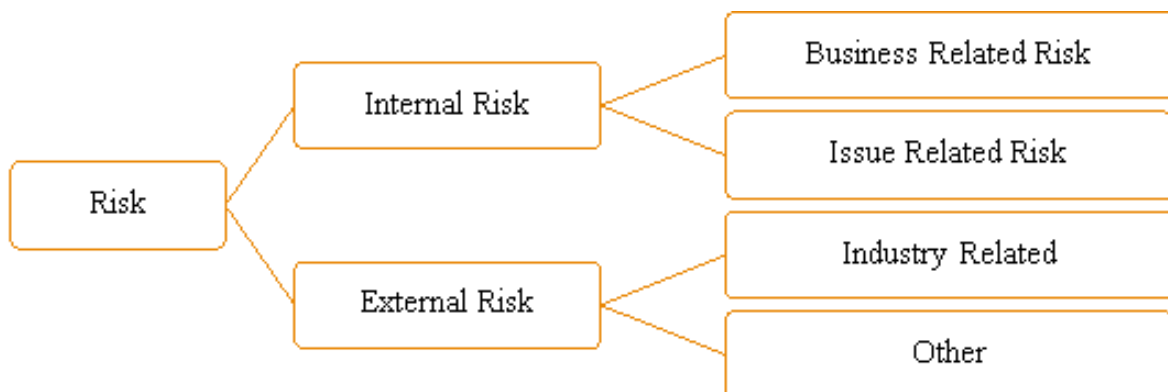 Risk
Internal Risk
Business Related Risk
Issue Related Risk
External Risk
Industry Related
Other